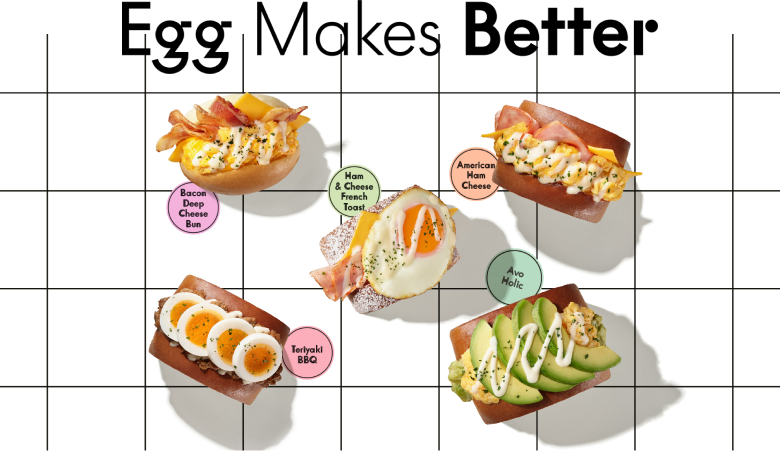 Egg Makes Better
Bacon
Deep
Cheese
Bun
Ham
& Cheese
French
Toast
American
Ham
Cheese
Avo
Holic
Teriyaki
BBQ